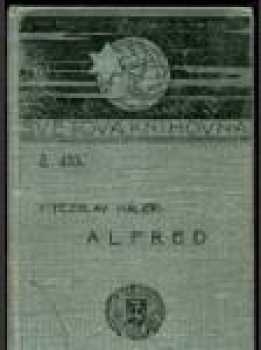 SVĚTOVÁ KNIHOVNA
VÍTĚZSLAV HÁLEK:
ALFRED